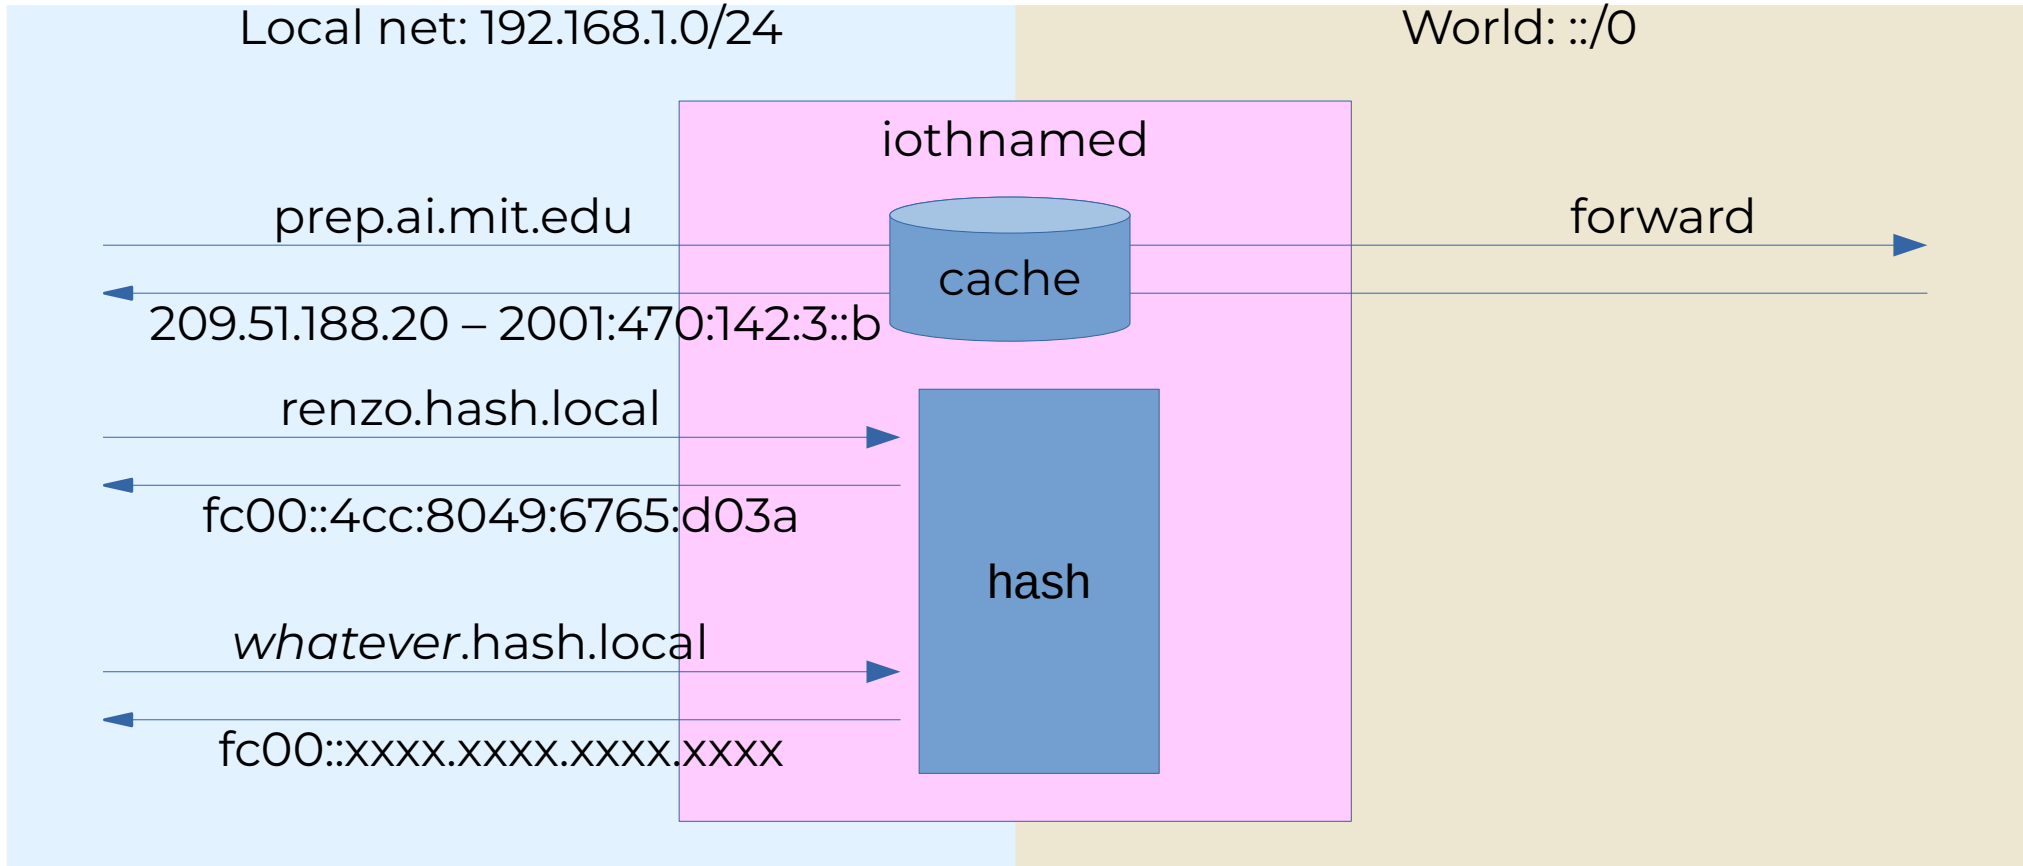 Local net: 192.168.1.0/24
World: ::/0
iothnamed
prep.ai.mit.edu
forward
cache
209.51.188.20 – 2001:470:142:3::b
renzo.hash.local
fc00::4cc:8049:6765:d03a
hash
whatever.hash.local
fc00::xxxx.xxxx.xxxx.xxxx